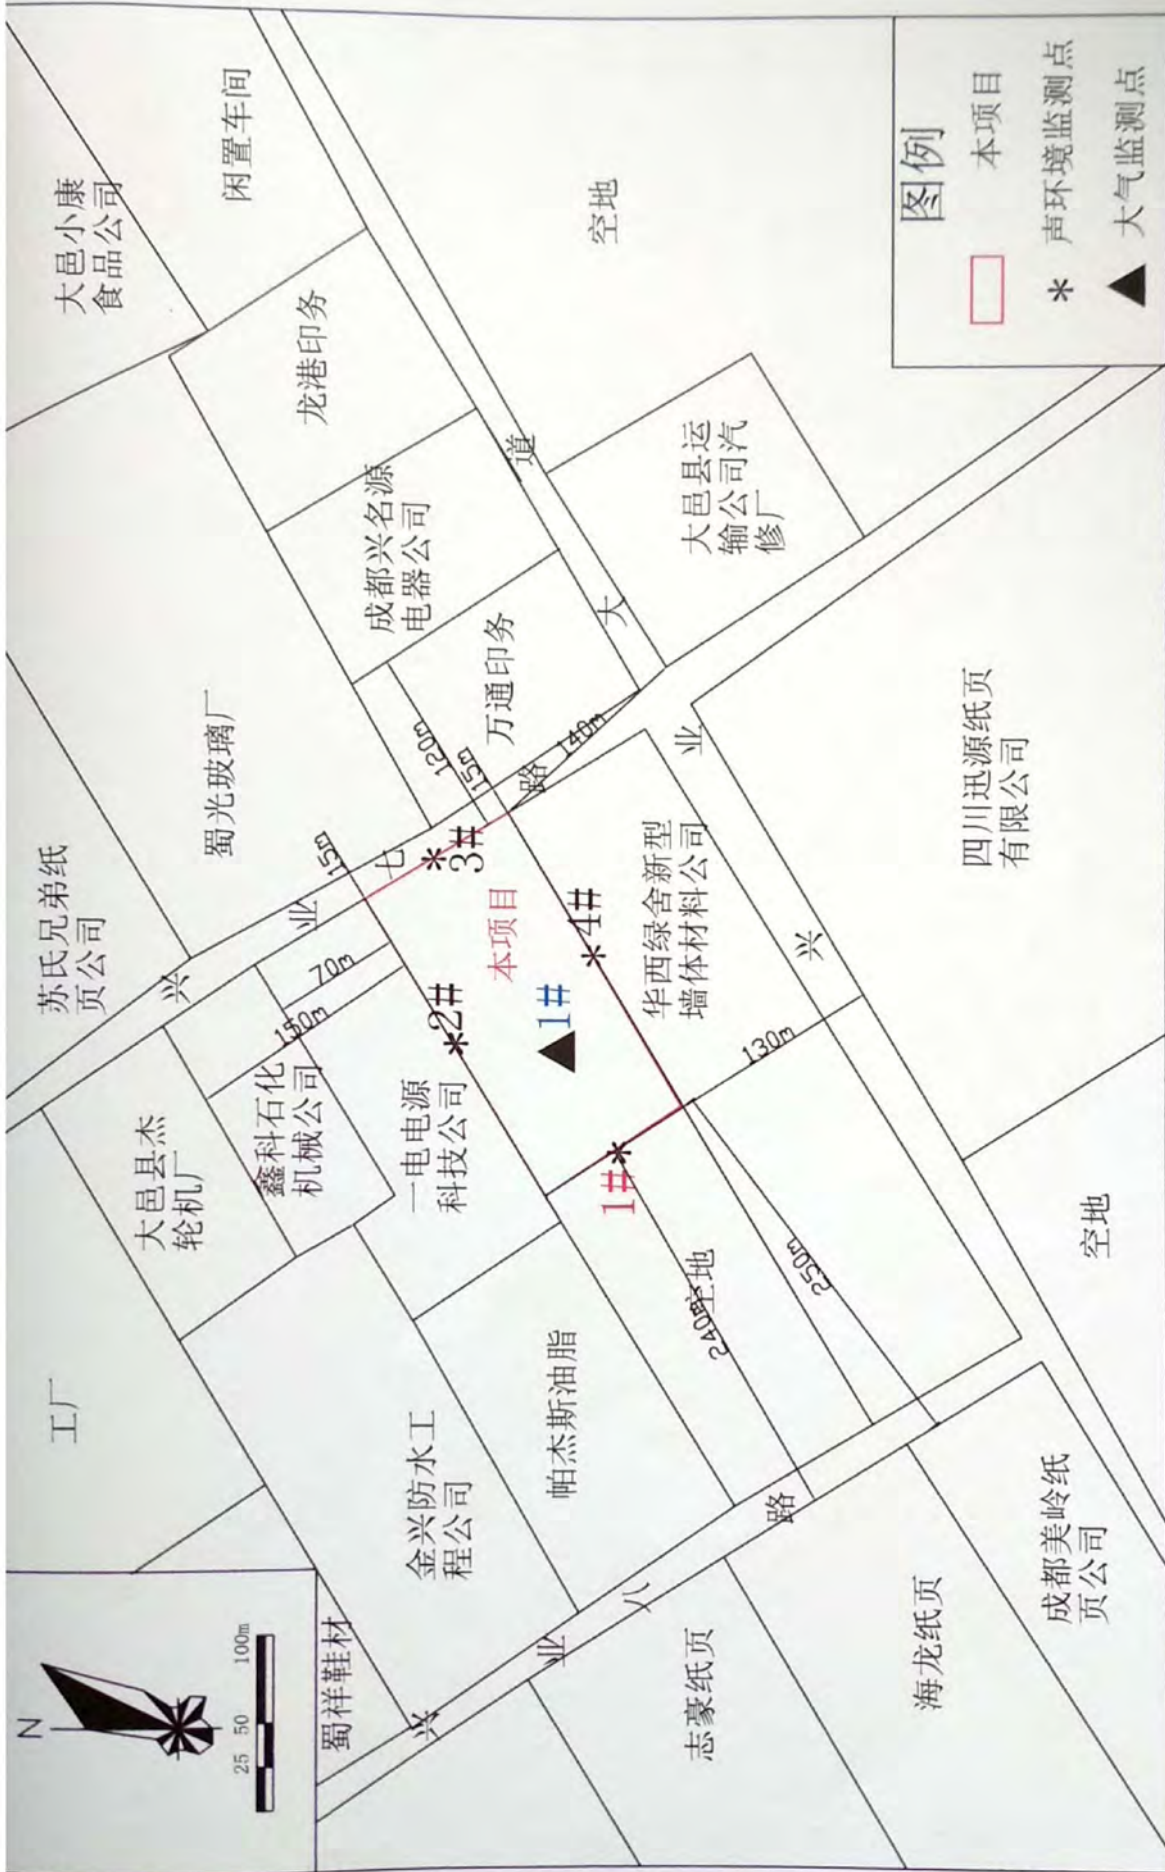 N
25 50 100m
蜀祥鞋材
工厂
大邑县杰
轮机厂
苏氏兄弟纸
页公司
蜀光玻璃厂
大邑小康
食品公司
闲置车间
龙港印务
成都兴名源
电器公司
万通印务
鑫科石化
机械公司
一电电源
科技公司
金兴防水工
程公司
帕杰斯油脂
空地
本项目
1#
2#
3#
4#
1#
15m
70m
150m
120m
15m
140m
130m
240m
250m
兴业七路
兴业八路
兴业大道
华西绿舍新型
墙体材料公司
大邑县运
输公司汽
修厂
空地
四川迅源纸页
有限公司
空地
志豪纸页
海龙纸页
成都美岭纸
页公司
图例
本项目
声环境监测点
大气监测点